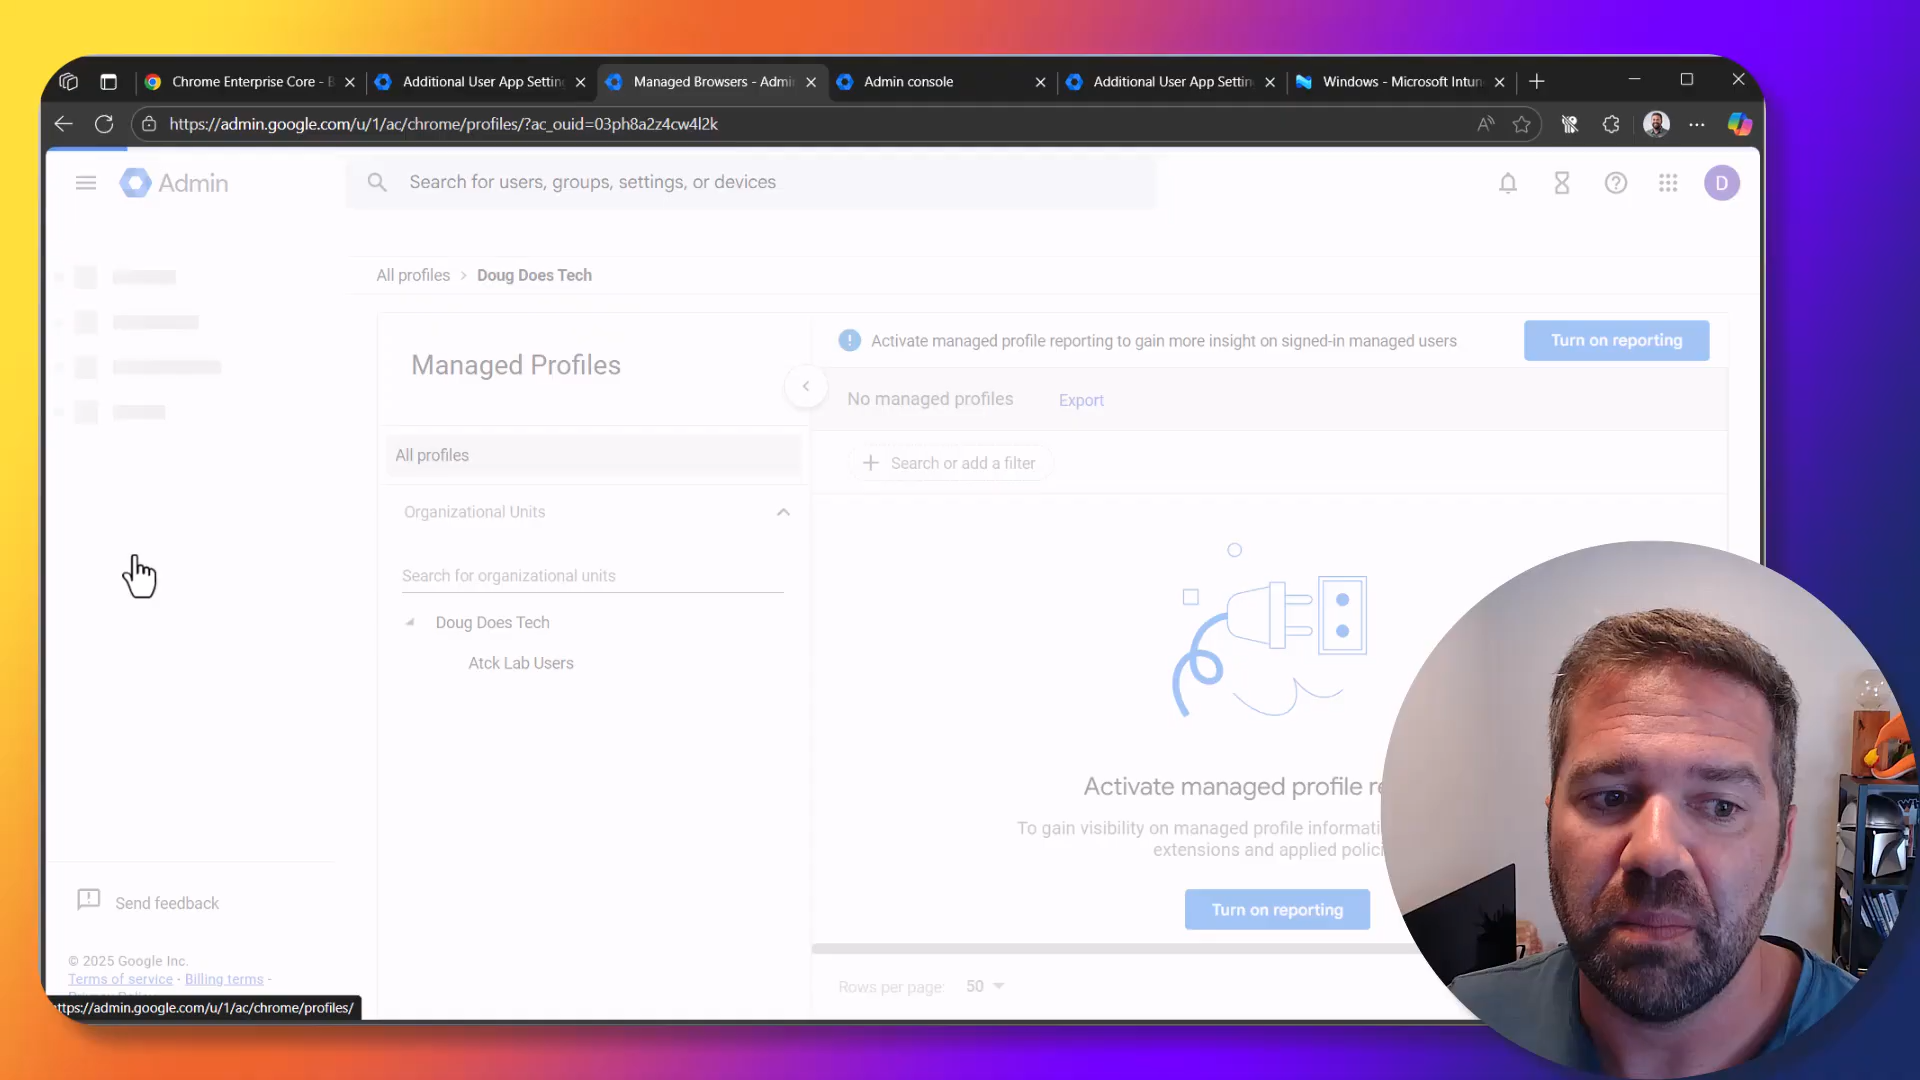 Chrome Enterprise Core - B
Additional User App Settin
Managed Browsers - Admi
Admin console
Additional User App Settin
Windows - Microsoft Intun
https://admin.google.com/u/1/ac/chrome/profiles/?ac_ouid=03ph8a2z4cw4l2k
Admin
Search for users, groups, settings, or devices
D
All profiles > Doug Does Tech
Managed Profiles
Activate managed profile reporting to gain more insight on signed-in managed users
Turn on reporting
No managed profiles
Export
All profiles
Search or add a filter
Organizational Units
Search for organizational units
Doug Does Tech
Atck Lab Users
Activate managed profile re
To gain visibility on managed profile informati
extensions and applied polici
Turn on reporting
Send feedback
Rows per page: 50
© 2025 Google Inc.
Terms of service - Billing terms -
ttps://admin.google.com/u/1/ac/chrome/profiles/